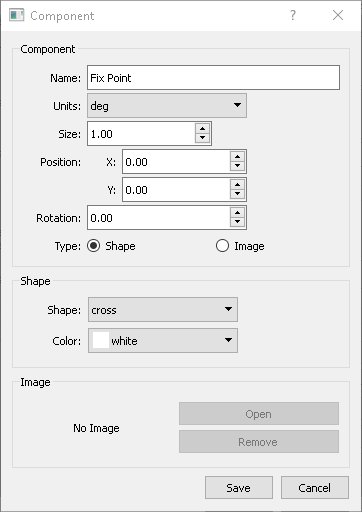 Component
?
Component
Name: Fix Point
Units: deg
Size: 1.00
Position: X: 0.00
Y: 0.00
Rotation: 0.00
Type: Shape Image
Shape
Shape: cross
Color: white
Image
No Image
Open
Remove
Save Cancel